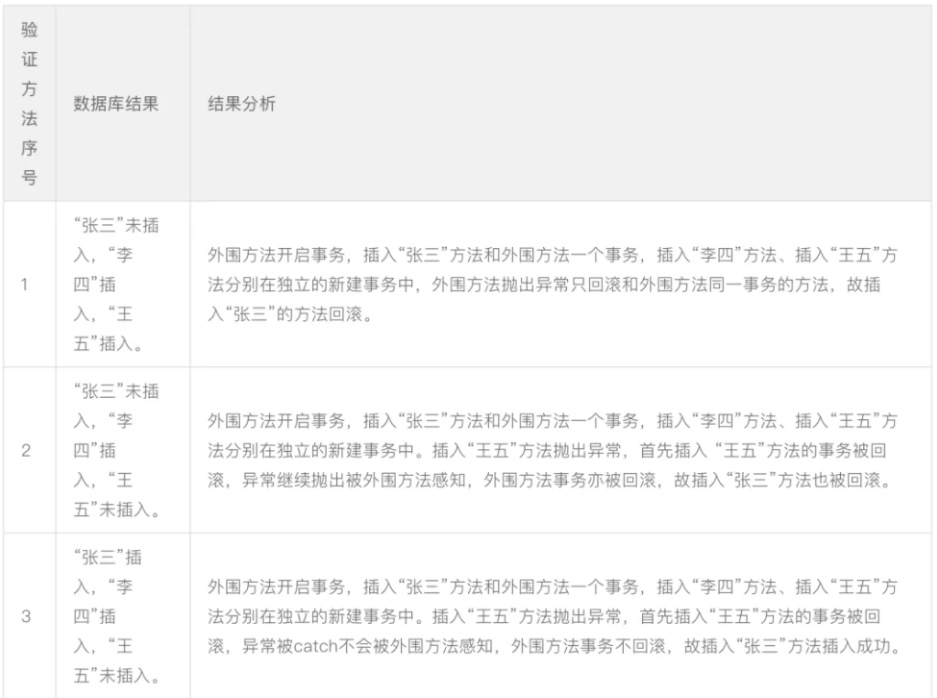 验
证
方
法
序
号
数据库结果
结果分析
1
“张三”未插
入，“李
四”插
入，“王
五”插入。
外围方法开启事务，插入“张三”方法和外围方法一个事务，插入“李四”方法、插入“王五”方
法分别在独立的新建事务中，外围方法抛出异常只回滚和外围方法同一事务的方法，故插
入“张三”的方法回滚。
2
“张三”未插
入，“李
四”插
入，“王
五”未插入。
外围方法开启事务，插入“张三”方法和外围方法一个事务，插入“李四”方法、插入“王五”方
法分别在独立的新建事务中。插入“王五”方法抛出异常，首先插入 “王五”方法的事务被回
滚，异常继续抛出被外围方法感知，外围方法事务亦被回滚，故插入“张三”方法也被回滚。
3
“张三”插
入，“李
四”插
入，“王
五”未插入。
外围方法开启事务，插入“张三”方法和外围方法一个事务，插入“李四”方法、插入“王五”方
法分别在独立的新建事务中。插入“王五”方法抛出异常，首先插入“王五”方法的事务被回
滚，异常被catch不会被外围方法感知，外围方法事务不回滚，故插入“张三”方法插入成功。